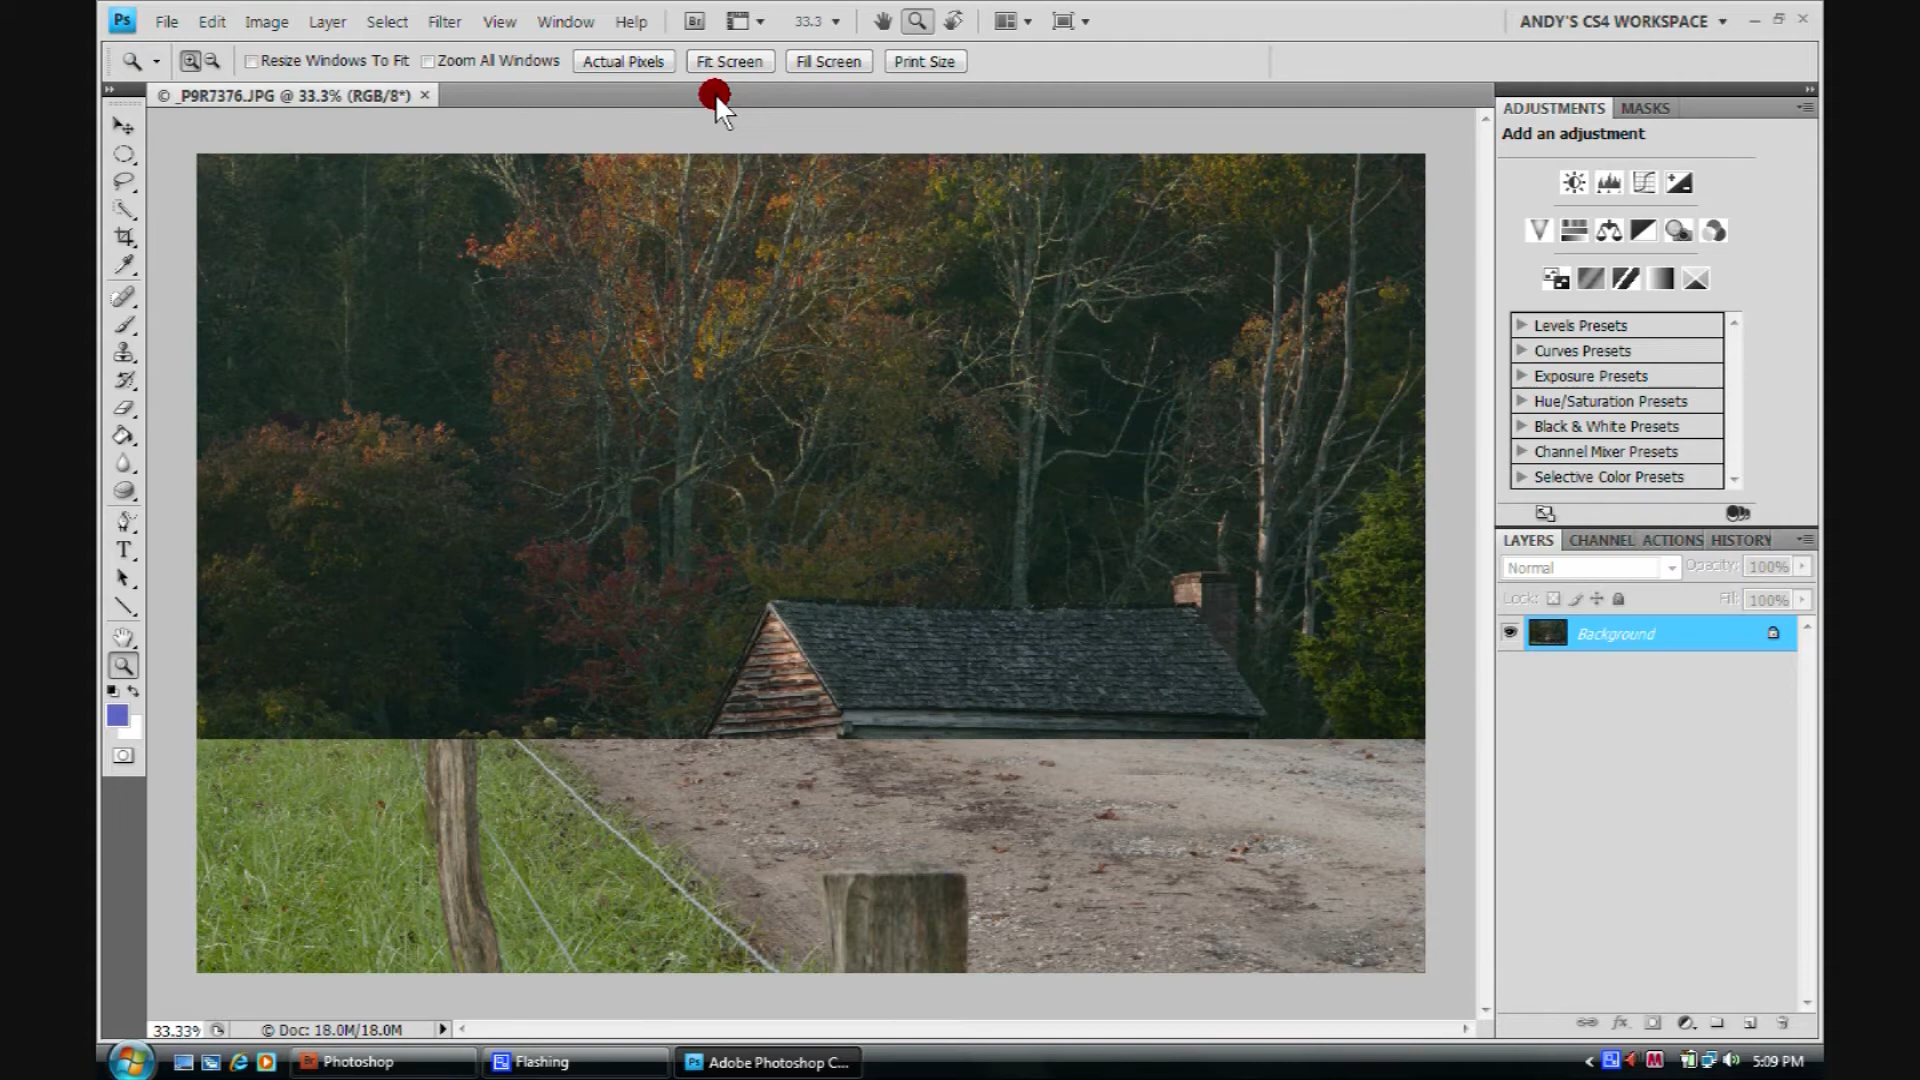 Ps File Edit Image Layer Select Filter View Window Help Br 33.3 ANDY'S CS4 WORKSPACE
Resize Windows To Fit Zoom All Windows Actual Pixels Fit Screen Fill Screen Print Size
© _P9R7376.JPG @ 33.3% (RGB/8*)
ADJUSTMENTS MASKS
Add an adjustment
Levels Presets
Curves Presets
Exposure Presets
Hue/Saturation Presets
Black & White Presets
Channel Mixer Presets
Selective Color Presets
LAYERS CHANNEL ACTIONS HISTORY
Normal Opacity: 100%
Lock: Fill: 100%
Background
T
fx
33.33% © Doc: 18.0M/18.0M
Br Photoshop Flashing Ps Adobe Photoshop C... 5:09 PM